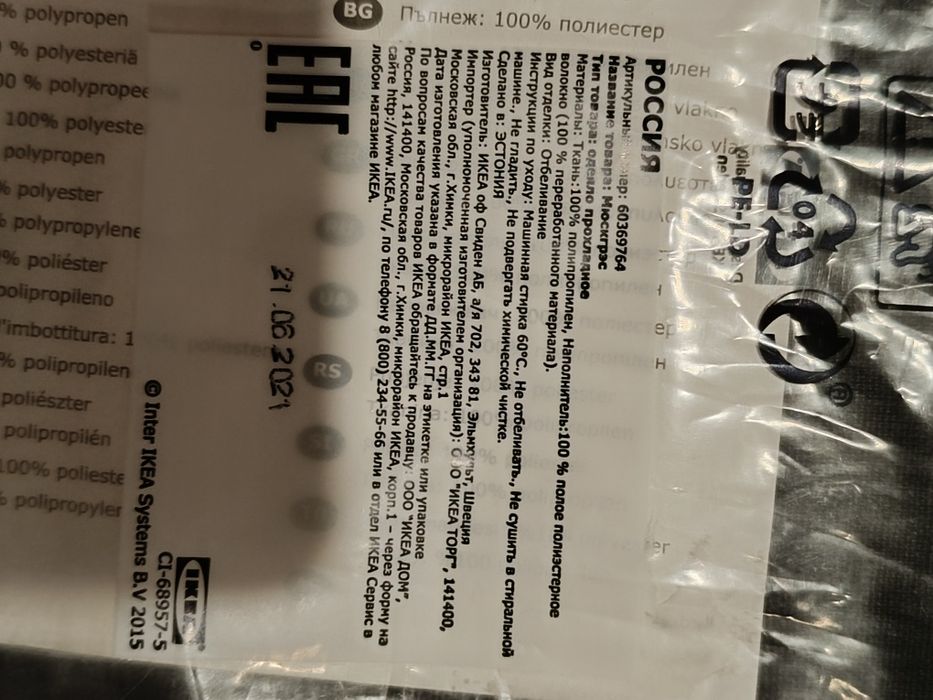 % polypropen
% polyesteriä
00 % polypropee
100% polyeste
polypropen
% polyester
% polypropylene
% poliéster
polipropileno
l'imbottitura: 1
% polipropilen
poliészter
polipropilén
100% polieste
% polipropyler
BG Пълнеж: 100% полиестер
RS
UA
РОССИЯ
Артикульный номер: 60369764
Название товара: Мюскгрэс
Тип товара: одеяло прохладное
Материалы: Ткань:100% полипропилен, Наполнитель:100 % полое полиэстерное
волокно (100 % переработанного материала).
Вид отделки: Отбеливание
Инструкции по уходу: Машинная стирка 60°C., Не отбеливать., Не сушить в стиральной
машине., Не гладить., Не подвергать химической чистке.
Сделано в: ЭСТОНИЯ
Изготовитель: ИКЕА оф Свиден АБ, а/я 702, 343 81, Эльмхульт, Швеция
Импортер (уполномоченная изготовителем организация): ООО "ИКЕА ТОРГ", 141400,
Московская обл., г.Химки, микрорайон ИКЕА, стр.1
Дата изготовления указана в формате ДД.ММ.ГГ на этикетке или упаковке
По вопросам качества товаров ИКЕА обращайтесь к продавцу: ООО "ИКЕА ДОМ",
Россия, 141400, Московская обл., г.Химки, микрорайон ИКЕА, корп.1 – через форму на
сайте http://www.IKEA.ru/, по телефону 8 (800) 234-55-66 или в отдел ИКЕА Сервис в
любом магазине ИКЕА.
EAC
21.06 2021
© Inter IKEA Systems B.V 2015
CI-68957-5
IKEA
04
PE-LD